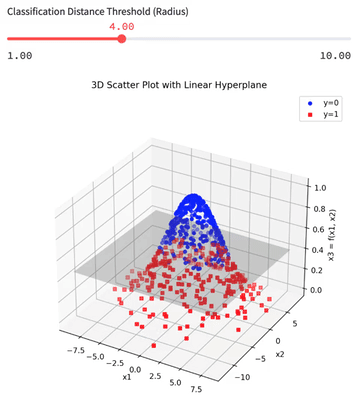 Classification Distance Threshold (Radius)
4.00
1.00 10.00
3D Scatter Plot with Linear Hyperplane
y=0
y=1
1.0
0.8
0.6
0.4
0.2
0.0
x3 = f(x1, x2)
−7.5 −5.0 −2.5 0.0 2.5 5.0 7.5
x1
−10 −5 0 5
x2